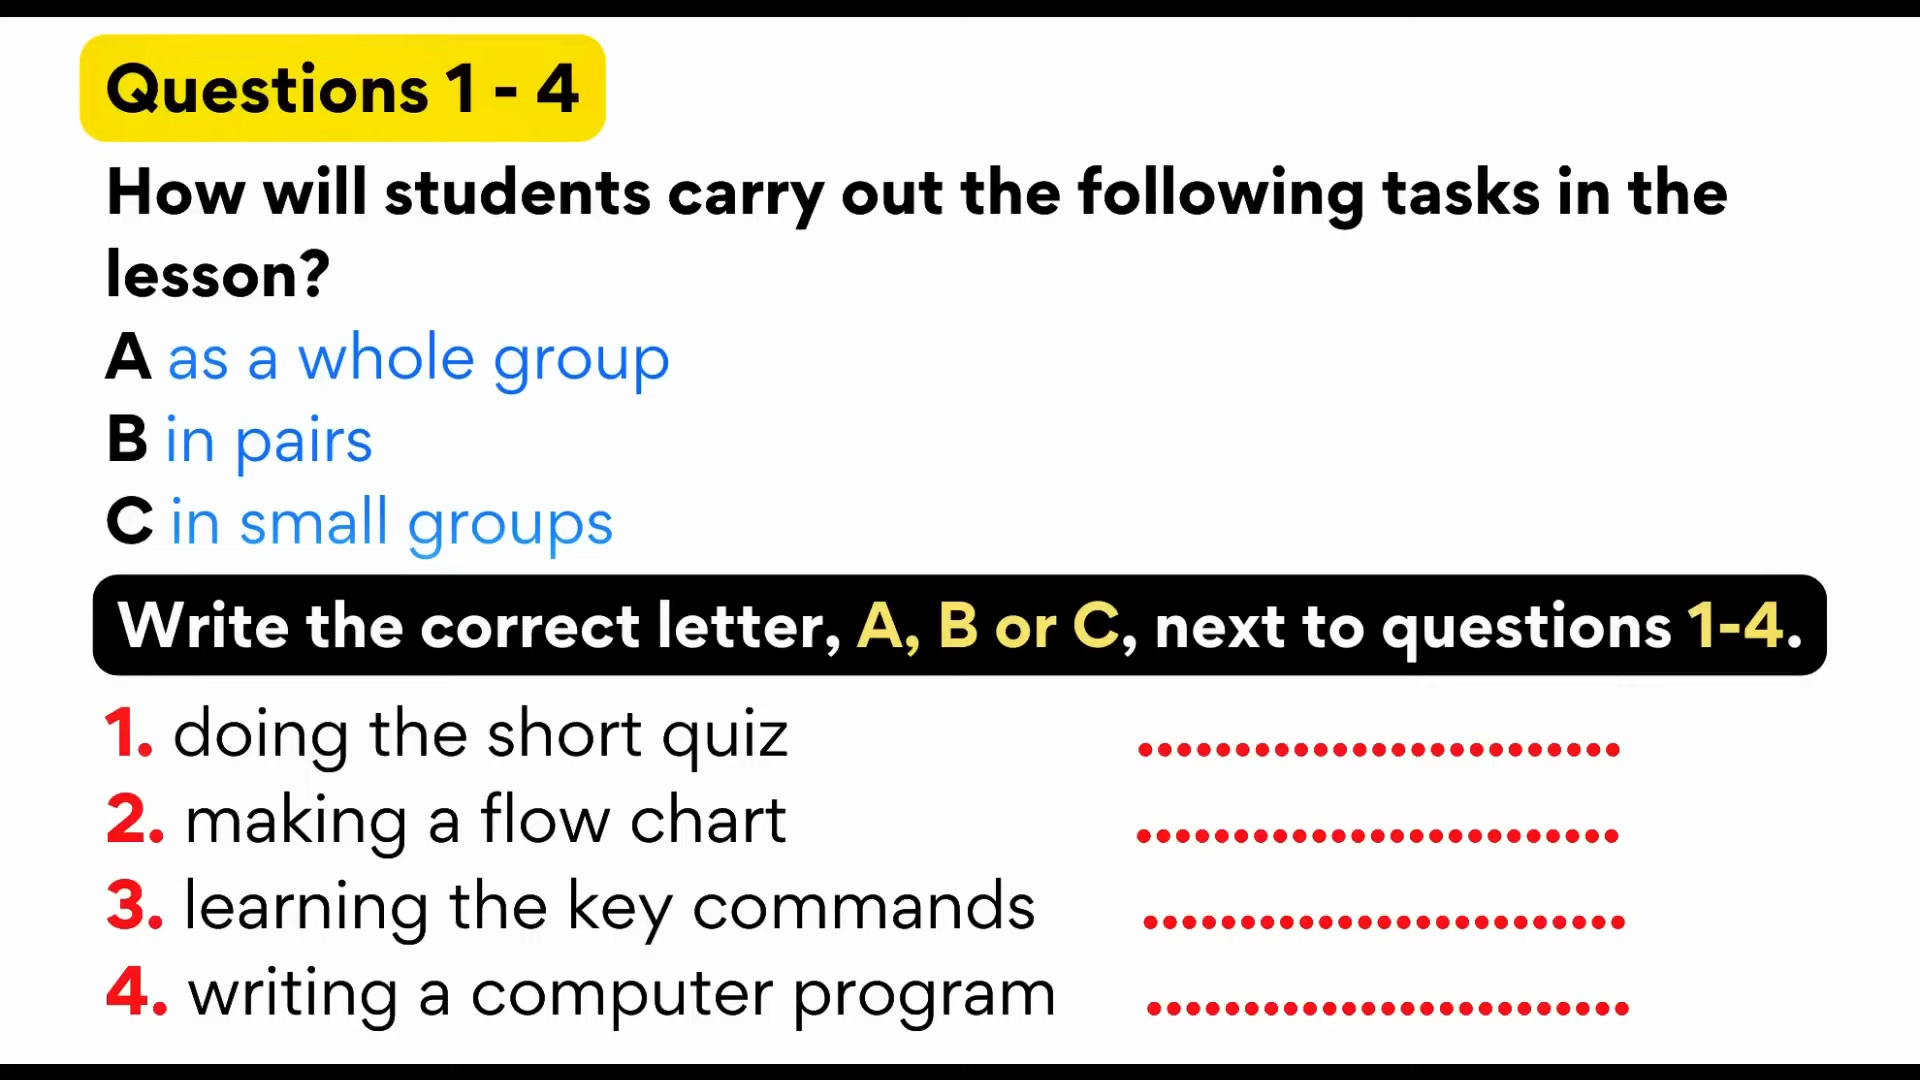 Questions 1 - 4
How will students carry out the following tasks in the
lesson?
A as a whole group
B in pairs
C in small groups
Write the correct letter, A, B or C, next to questions 1-4.
1. doing the short quiz ........................
2. making a flow chart ........................
3. learning the key commands ........................
4. writing a computer program ........................